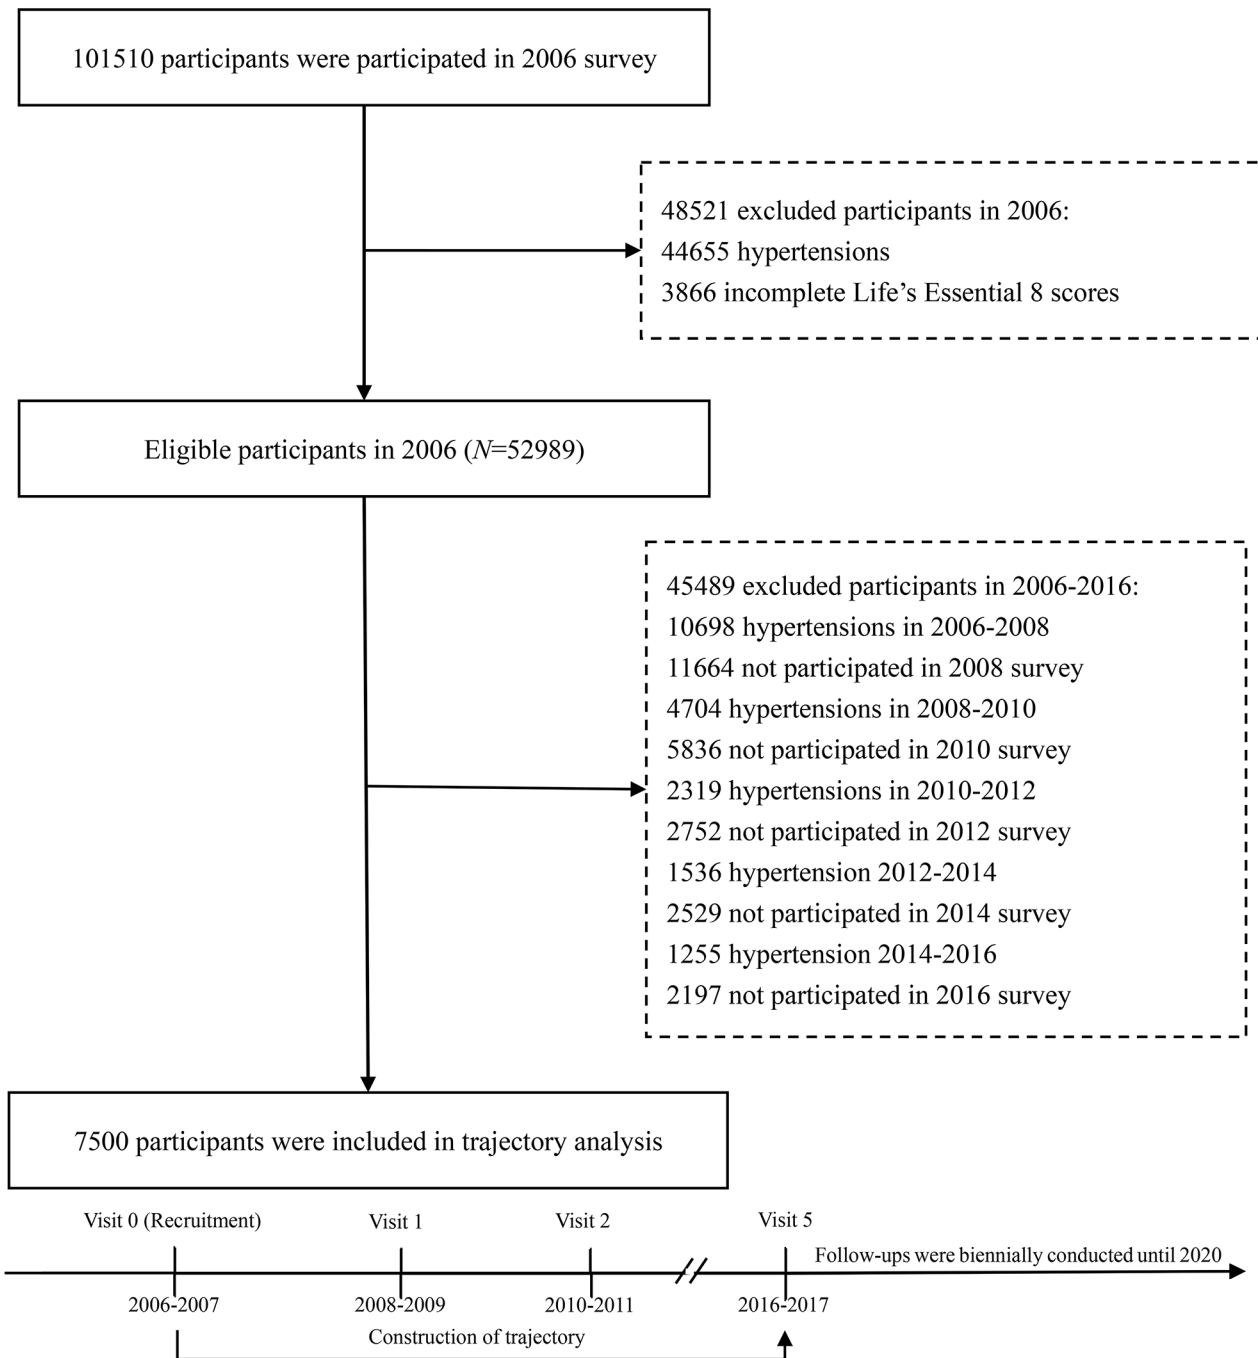 101510 participants were participated in 2006 survey
48521 excluded participants in 2006:
44655 hypertensions
3866 incomplete Life’s Essential 8 scores
Eligible participants in 2006 (N=52989)
45489 excluded participants in 2006-2016:
10698 hypertensions in 2006-2008
11664 not participated in 2008 survey
4704 hypertensions in 2008-2010
5836 not participated in 2010 survey
2319 hypertensions in 2010-2012
2752 not participated in 2012 survey
1536 hypertension 2012-2014
2529 not participated in 2014 survey
1255 hypertension 2014-2016
2197 not participated in 2016 survey
7500 participants were included in trajectory analysis
Visit 0 (Recruitment)
Visit 1
Visit 2
Visit 5
Follow-ups were biennially conducted until 2020
2006-2007
2008-2009
2010-2011
2016-2017
Construction of trajectory